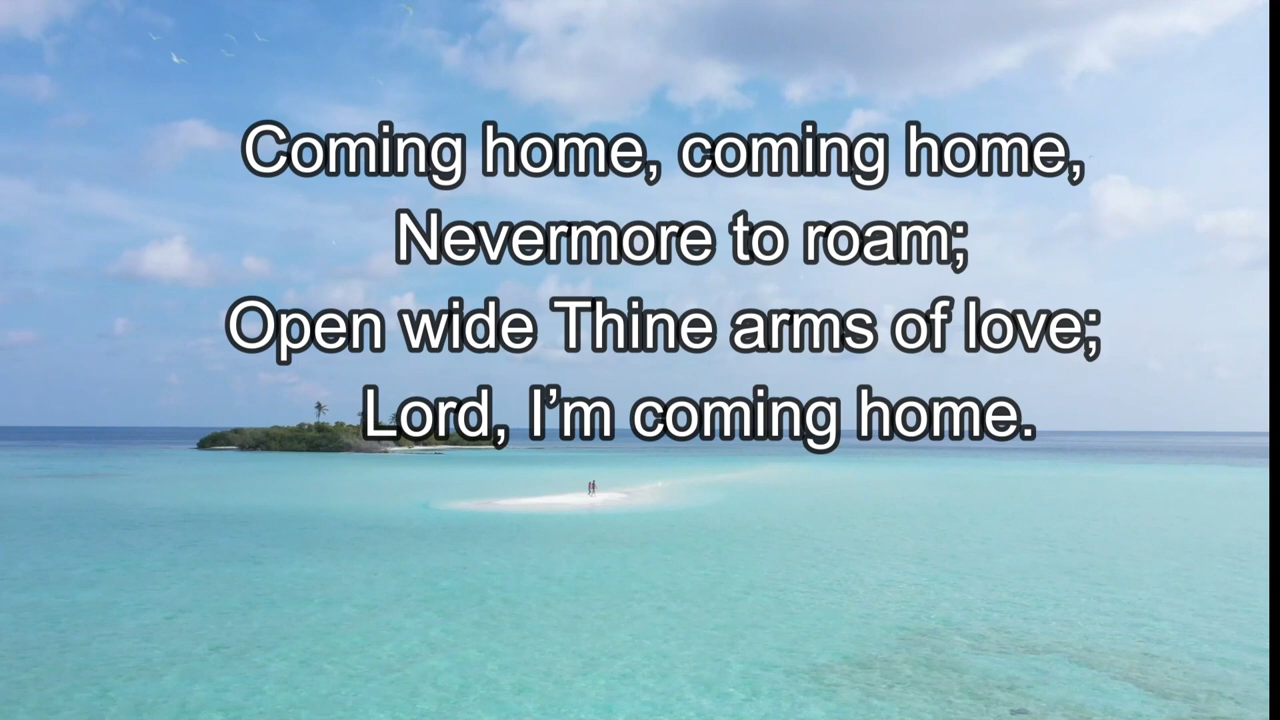 Coming home, coming home,
Nevermore to roam;
Open wide Thine arms of love;
Lord, I’m coming home.